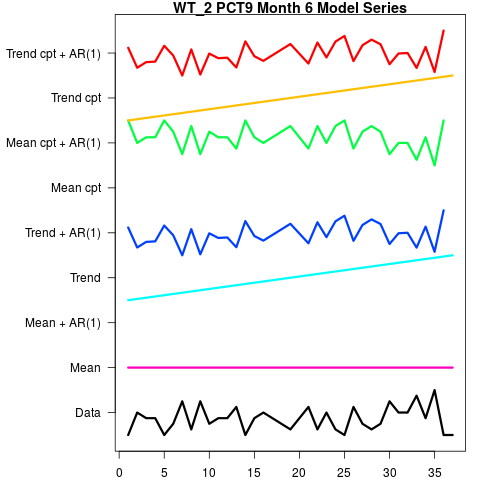 WT_2 PCT9 Month 6 Model Series
Trend cpt + AR(1)
Trend cpt
Mean cpt + AR(1)
Mean cpt
Trend + AR(1)
Trend
Mean + AR(1)
Mean
Data
0 5 10 15 20 25 30 35